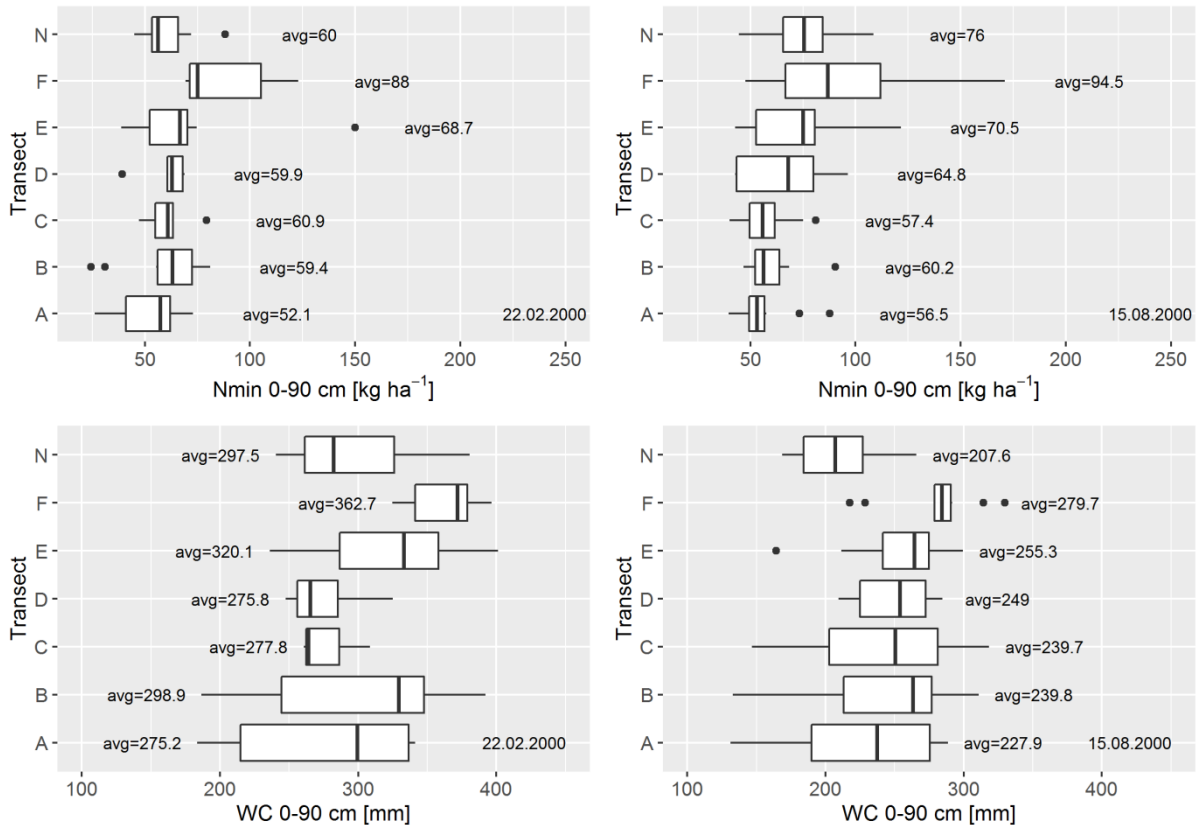 Transect
N
avg=60
F
avg=88
E
avg=68.7
D
avg=59.9
C
avg=60.9
B
avg=59.4
A
avg=52.1
22.02.2000
50 100 150 200 250
Nmin 0-90 cm [kg ha⁻¹]
Transect
N
avg=76
F
avg=94.5
E
avg=70.5
D
avg=64.8
C
avg=57.4
B
avg=60.2
A
avg=56.5
15.08.2000
50 100 150 200 250
Nmin 0-90 cm [kg ha⁻¹]
Transect
N
avg=297.5
F
avg=362.7
E
avg=320.1
D
avg=275.8
C
avg=277.8
B
avg=298.9
A
avg=275.2
22.02.2000
100 200 300 400
WC 0-90 cm [mm]
Transect
N
avg=207.6
F
avg=279.7
E
avg=255.3
D
avg=249
C
avg=239.7
B
avg=239.8
A
avg=227.9
15.08.2000
100 200 300 400
WC 0-90 cm [mm]